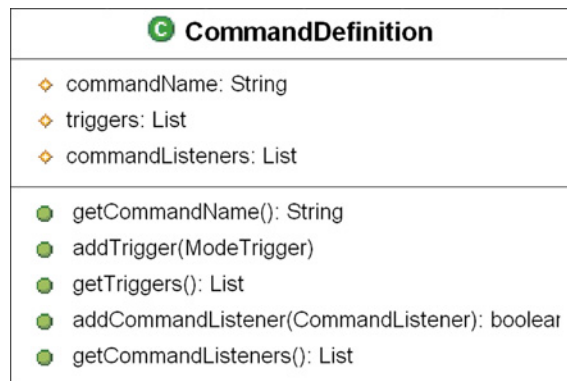 C CommandDefinition
commandName: String
triggers: List
commandListeners: List
getCommandName(): String
addTrigger(ModeTrigger)
getTriggers(): List
addCommandListener(CommandListener): boolear
getCommandListeners(): List